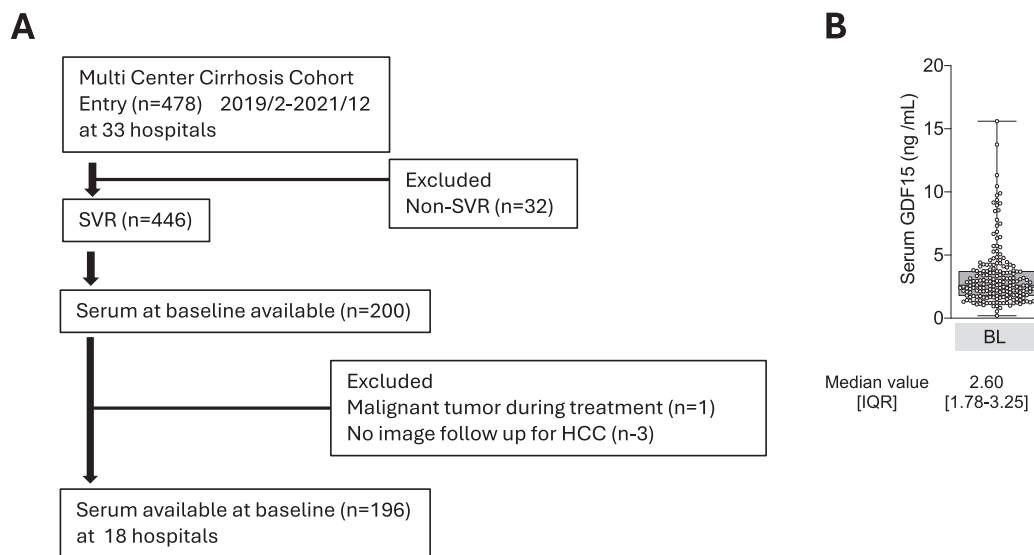 A
Multi Center Cirrhosis Cohort
Entry (n=478) 2019/2-2021/12
at 33 hospitals
Excluded
Non-SVR (n=32)
SVR (n=446)
Serum at baseline available (n=200)
Excluded
Malignant tumor during treatment (n=1)
No image follow up for HCC (n-3)
Serum available at baseline (n=196)
at 18 hospitals
B
Serum GDF15 (ng /mL)
20
15
10
5
0
BL
Median value 2.60
[IQR] [1.78-3.25]